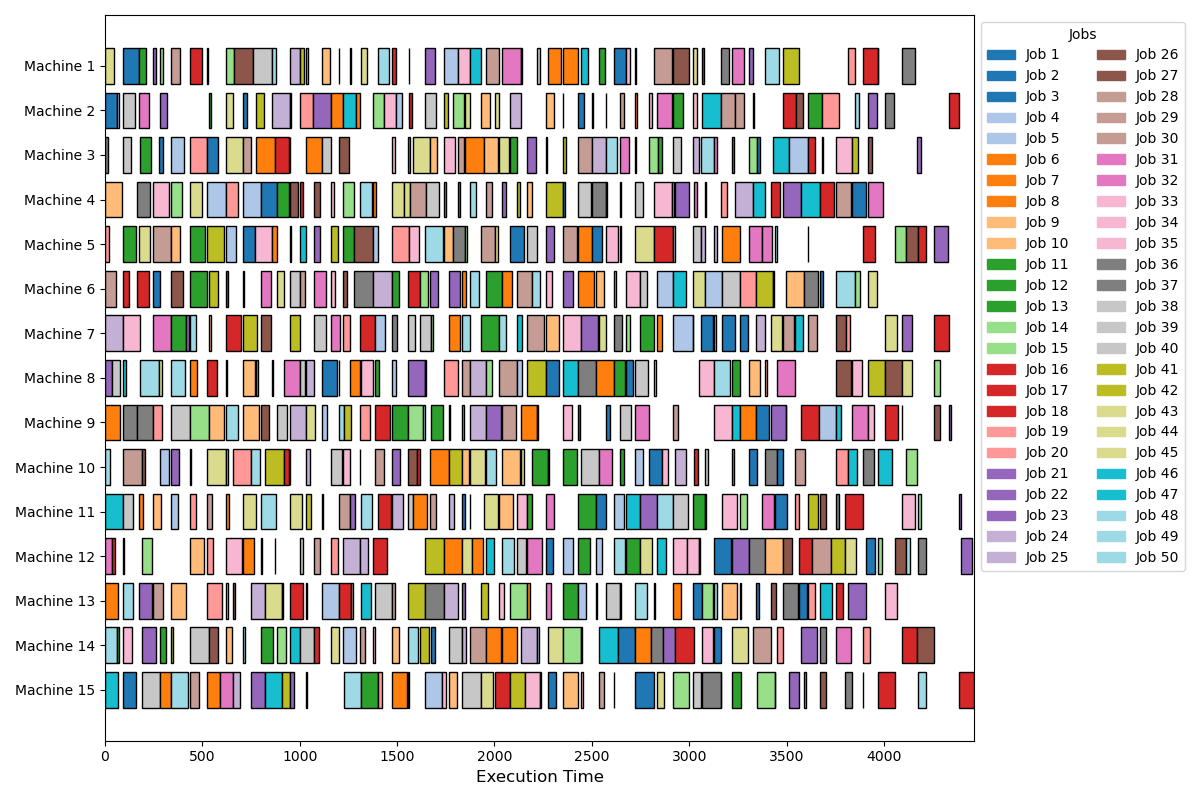 Machine 1
Machine 2
Machine 3
Machine 4
Machine 5
Machine 6
Machine 7
Machine 8
Machine 9
Machine 10
Machine 11
Machine 12
Machine 13
Machine 14
Machine 15
0 500 1000 1500 2000 2500 3000 3500 4000
Execution Time
Jobs
Job 1
Job 2
Job 3
Job 4
Job 5
Job 6
Job 7
Job 8
Job 9
Job 10
Job 11
Job 12
Job 13
Job 14
Job 15
Job 16
Job 17
Job 18
Job 19
Job 20
Job 21
Job 22
Job 23
Job 24
Job 25
Job 26
Job 27
Job 28
Job 29
Job 30
Job 31
Job 32
Job 33
Job 34
Job 35
Job 36
Job 37
Job 38
Job 39
Job 40
Job 41
Job 42
Job 43
Job 44
Job 45
Job 46
Job 47
Job 48
Job 49
Job 50